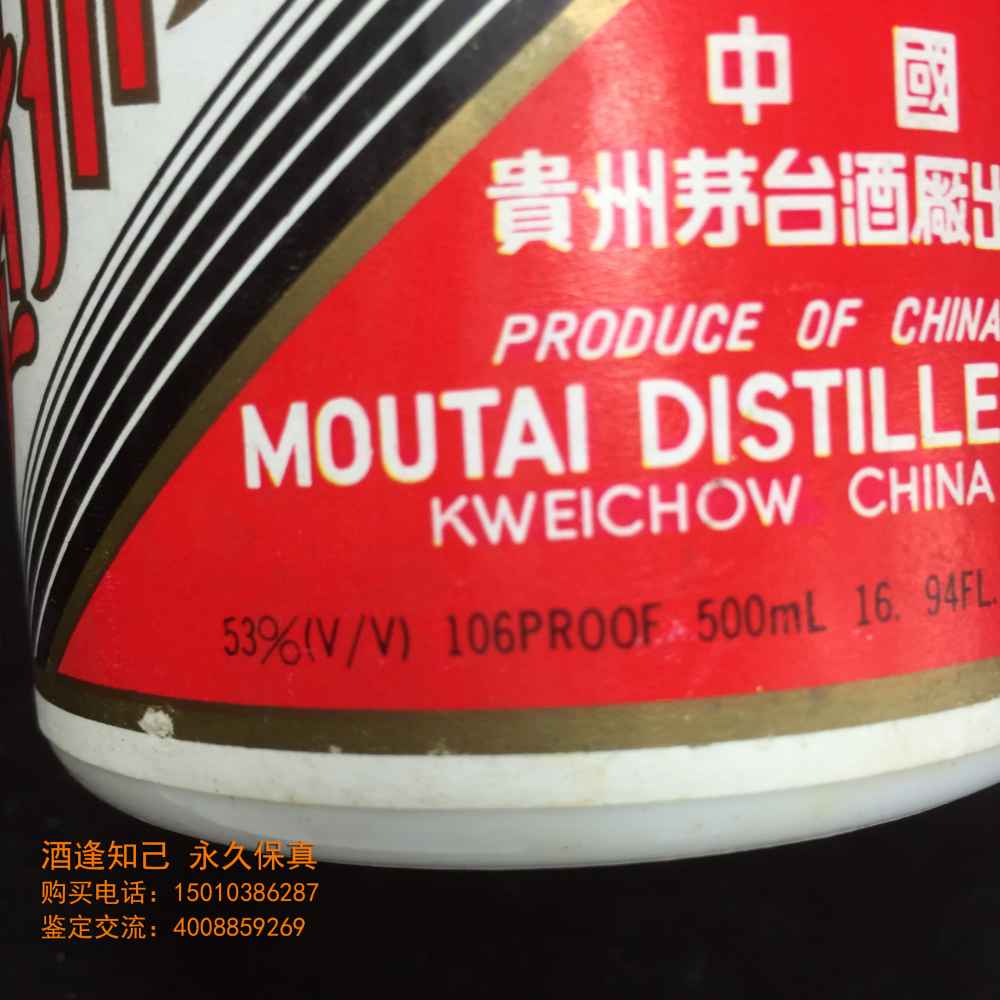 中國
貴州茅台酒廠出
PRODUCE OF CHINA
MOUTAI DISTILLE
KWEICHOW CHINA
53%(V/V) 106PROOF 500mL 16. 94FL.
酒逢知己 永久保真
购买电话：15010386287
鉴定交流：4008859269